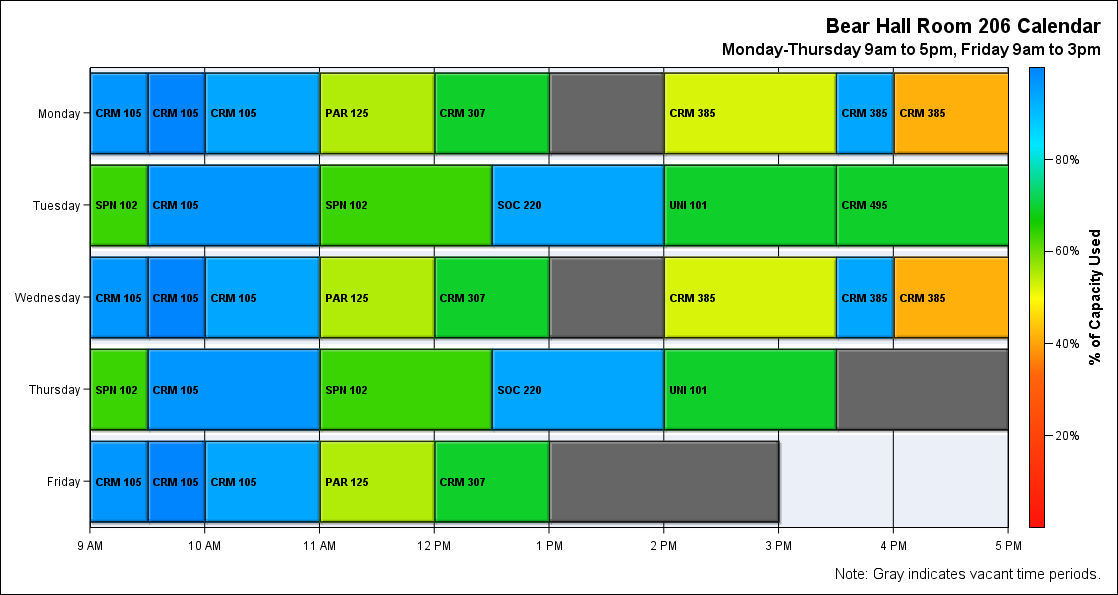 Bear Hall Room 206 Calendar
Monday-Thursday 9am to 5pm, Friday 9am to 3pm
Monday
CRM 105
CRM 105
CRM 105
PAR 125
CRM 307
CRM 385
CRM 385
CRM 385
Tuesday
SPN 102
CRM 105
SPN 102
SOC 220
UNI 101
CRM 495
Wednesday
CRM 105
CRM 105
CRM 105
PAR 125
CRM 307
CRM 385
CRM 385
CRM 385
Thursday
SPN 102
CRM 105
SPN 102
SOC 220
UNI 101
Friday
CRM 105
CRM 105
CRM 105
PAR 125
CRM 307
9 AM
10 AM
11 AM
12 PM
1 PM
2 PM
3 PM
4 PM
5 PM
80%
60%
40%
20%
% of Capacity Used
Note: Gray indicates vacant time periods.